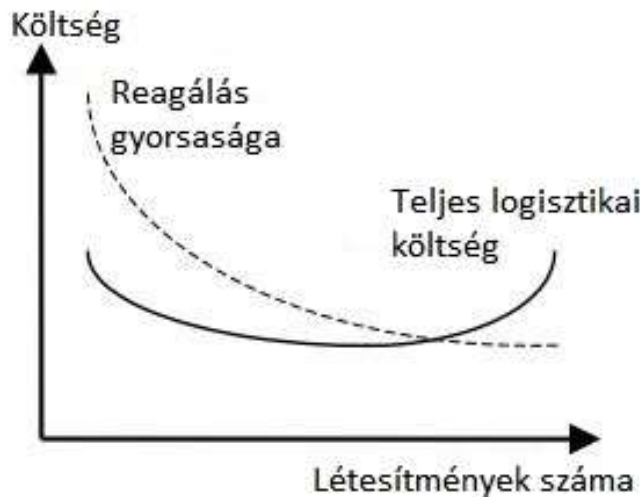 Költség
Reagálás
gyorsasága
Teljes logisztikai
költség
Létesítmények száma